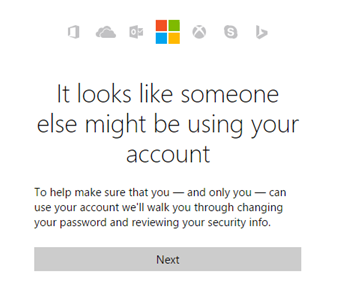 It looks like someone
else might be using your
account
To help make sure that you — and only you — can
use your account we'll walk you through changing
your password and reviewing your security info.
Next